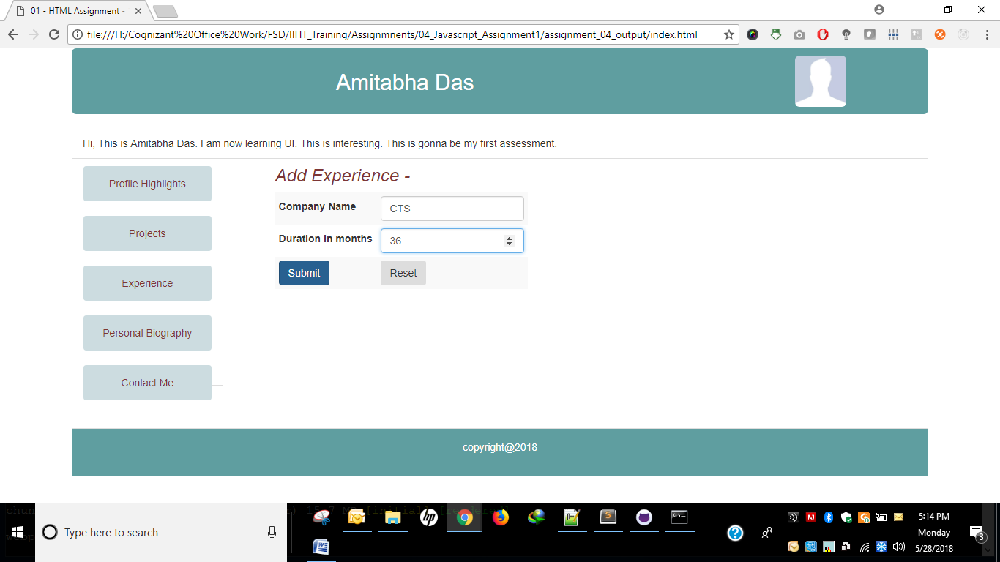 01 - HTML Assignment -
file:///H:/Cognizant%20Office%20Work/FSD/IIHT_Training/Assignmnents/04_Javascript_Assignment1/assignment_04_output/index.html
Amitabha Das
Hi, This is Amitabha Das. I am now learning UI. This is interesting. This is gonna be my first assessment.
Profile Highlights
Projects
Experience
Personal Biography
Contact Me
Add Experience -
Company Name CTS
Duration in months 36
Submit Reset
copyright@2018
Type here to search
5:14 PM
Monday
5/28/2018
3